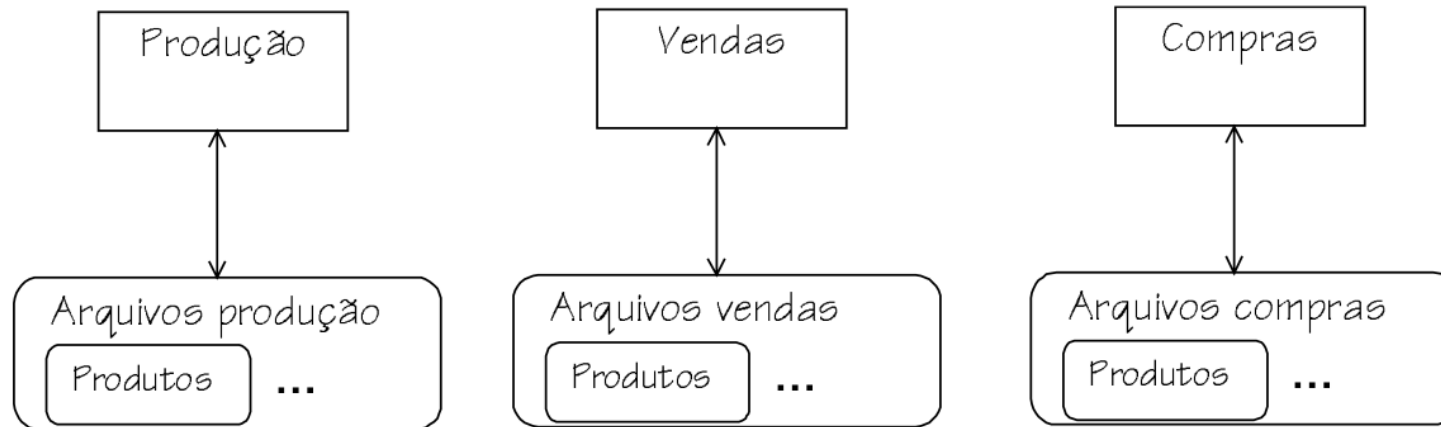 Produção
Vendas
Compras
Arquivos produção
Produtos ...
Arquivos vendas
Produtos ...
Arquivos compras
Produtos ...